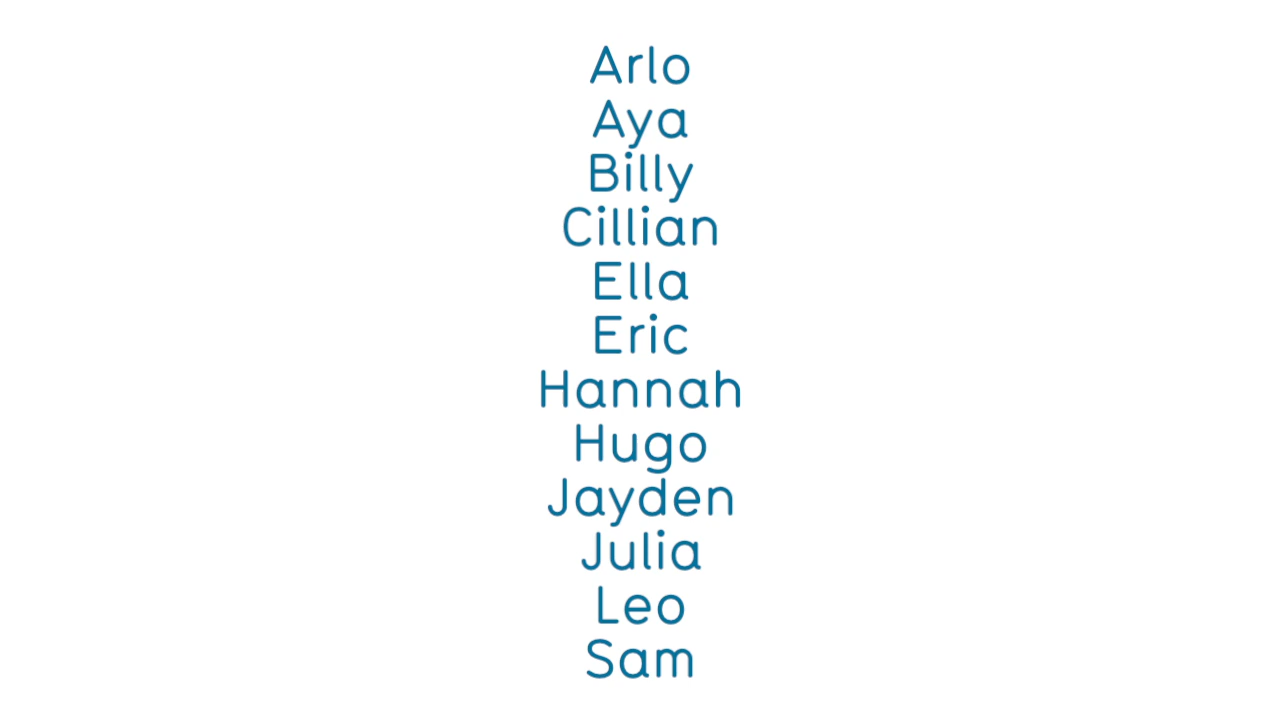 Arlo
Aya
Billy
Cillian
Ella
Eric
Hannah
Hugo
Jayden
Julia
Leo
Sam